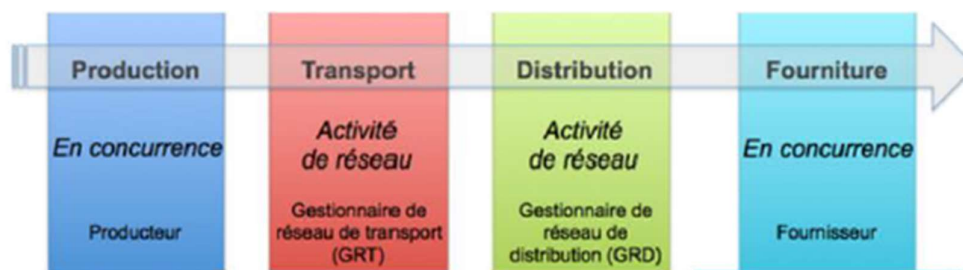 Production
Transport
Distribution
Fourniture
En concurrence
Activité
de réseau
Activité
de réseau
En concurrence
Producteur
Gestionnaire de
réseau de transport
(GRT)
Gestionnaire de
réseau de
distribution (GRD)
Fournisseur